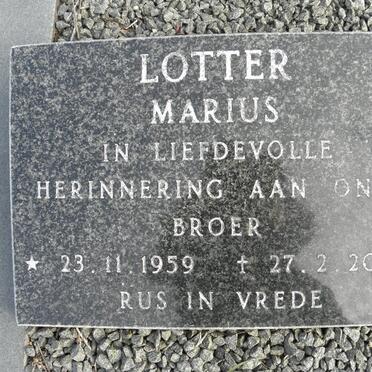 LOTTER
MARIUS
IN LIEFDEVOLLE
HERINNERING AAN ON
BROER
★ 23.11.1959 † 27.2.20
RUS IN VREDE